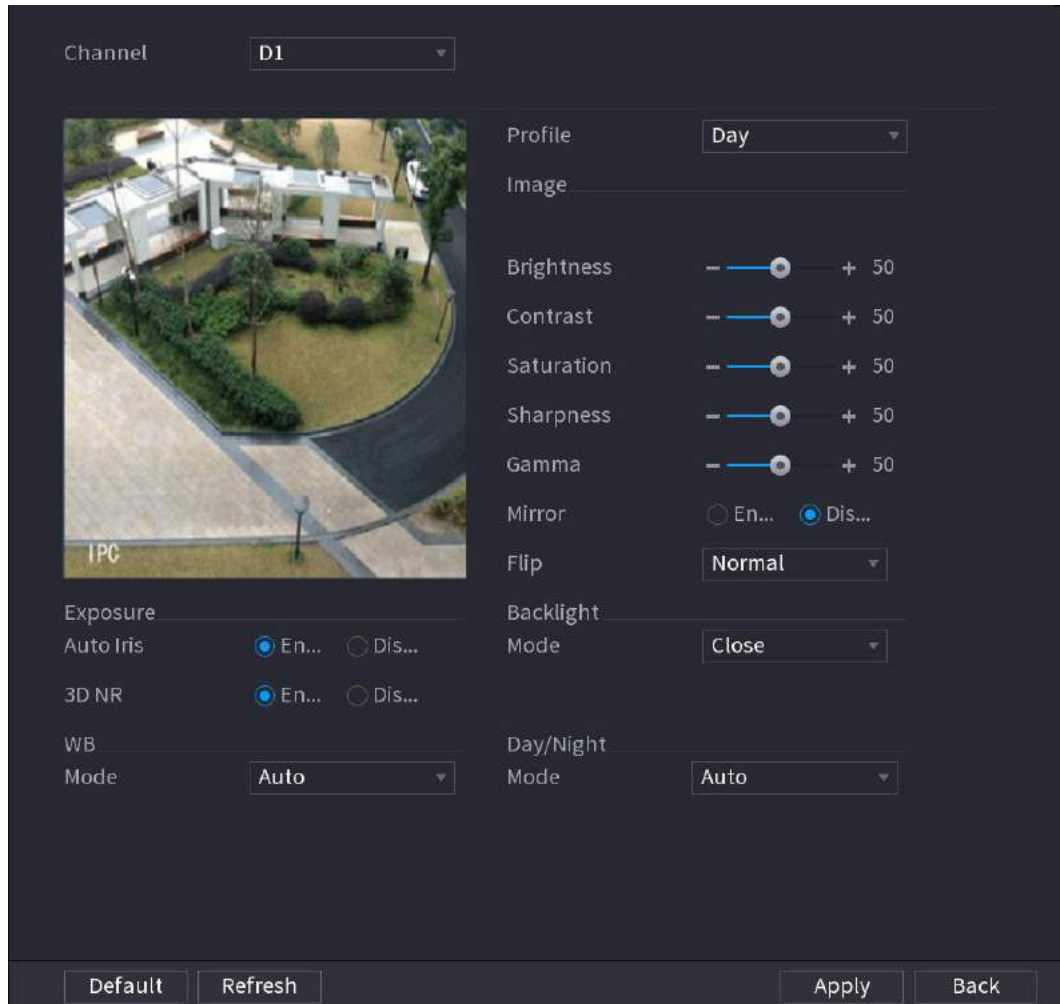 Channel D1
Profile Day
Image
Brightness - + 50
Contrast - + 50
Saturation - + 50
Sharpness - + 50
Gamma - + 50
Mirror En... Dis...
IPC
Flip Normal
Exposure Backlight
Auto Iris En... Dis... Mode Close
3D NR En... Dis...
WB Day/Night
Mode Auto Mode Auto
Default Refresh Apply Back